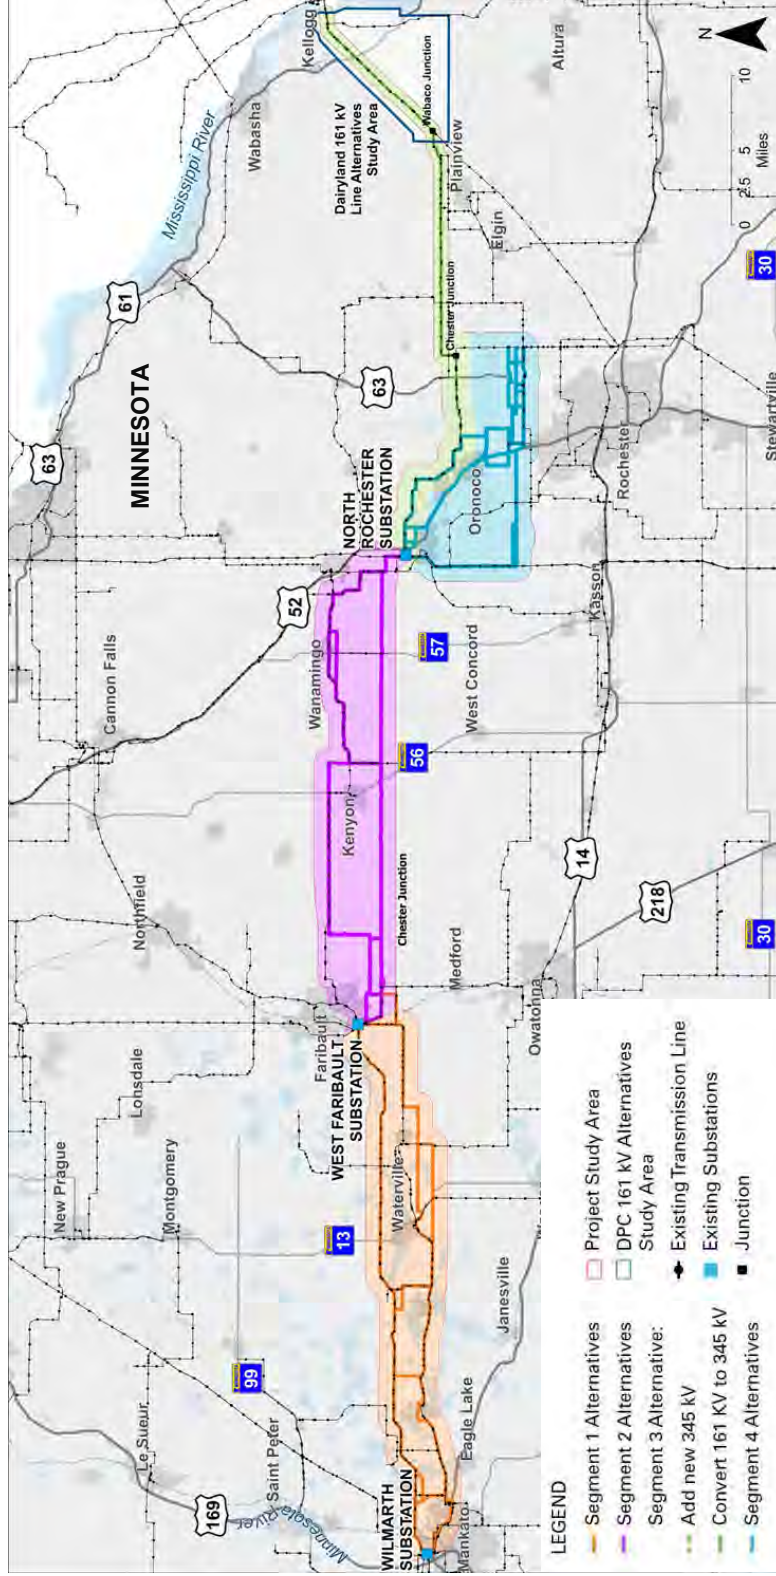 Kellogg
Wabasha
Mississippi River
Dairyland 161 kV
Line Alternatives
Study Area
Wabaco Junction
Plainview
Altura
Elgin
N
0 2.5 5 10
Miles
61
63
63
MINNESOTA
Chester Junction
30
NORTH
ROCHESTER
SUBSTATION
Oronoco
Rochester
Stewartville
52
Cannon Falls
Wanamingo
57
West Concord
Kasson
56
Kenyon
Chester Junction
14
218
30
Northfield
Medford
Owatonna
Faribault
WEST FARIBAULT
SUBSTATION
Lonsdale
New Prague
Montgomery
13
Waterville
Janesville
99
Le Sueur
Saint Peter
169
Minnesota River
Eagle Lake
WILMARTH
SUBSTATION
Mankato
LEGEND
Segment 1 Alternatives
Segment 2 Alternatives
Segment 3 Alternative:
Add new 345 kV
Convert 161 KV to 345 kV
Segment 4 Alternatives
Project Study Area
DPC 161 kV Alternatives
Study Area
Existing Transmission Line
Existing Substations
Junction